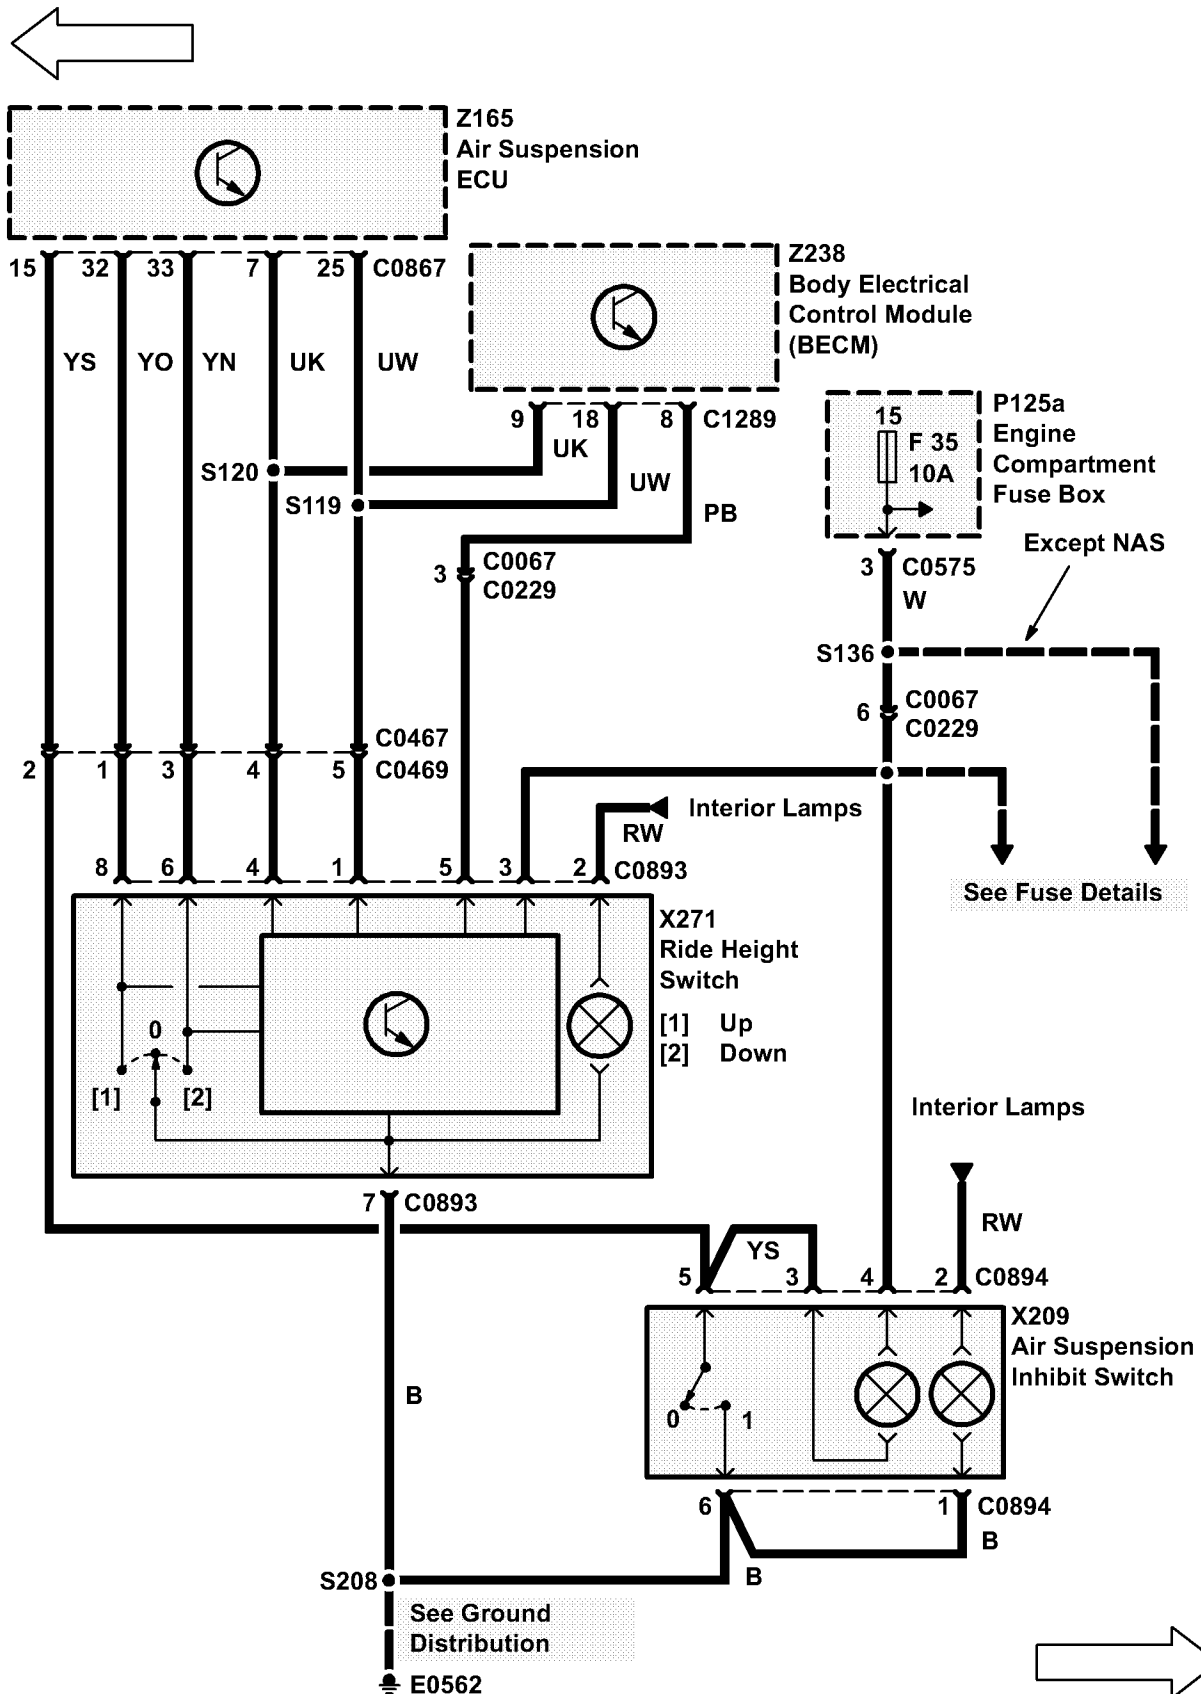 Z165
Air Suspension
ECU
15 32 33 7 25 C0867
Z238
Body Electrical
Control Module
(BECM)
YS YO YN UK UW
9 18 8 C1289
P125a
Engine
Compartment
Fuse Box
15
F 35
10A
S120
UK
S119
UW
PB
Except NAS
3 C0067
C0229
3 C0575
W
S136
6 C0067
C0229
C0467
2 1 3 4 5 C0469
Interior Lamps
RW
8 6 4 1 5 3 2 C0893
See Fuse Details
X271
Ride Height
Switch
[1] Up
[2] Down
0
[1] [2]
Interior Lamps
7 C0893
RW
YS
5 3 4 2 C0894
X209
Air Suspension
Inhibit Switch
B
0 1
6 1 C0894
B
B
S208
See Ground
Distribution
E0562